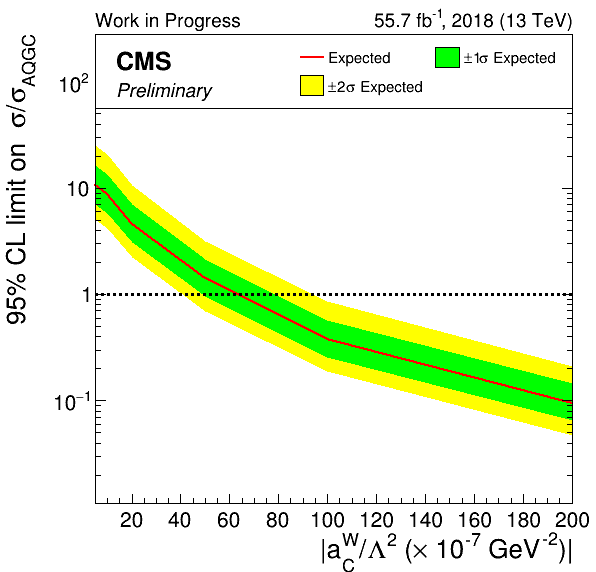 Work in Progress 55.7 fb⁻¹, 2018 (13 TeV)
CMS
Preliminary
Expected
±1σ Expected
±2σ Expected
95% CL limit on σ/σ_AQGC
10²
10
1
10⁻¹
20 40 60 80 100 120 140 160 180 200
|a_C^W/Λ² (× 10⁻⁷ GeV⁻²)|